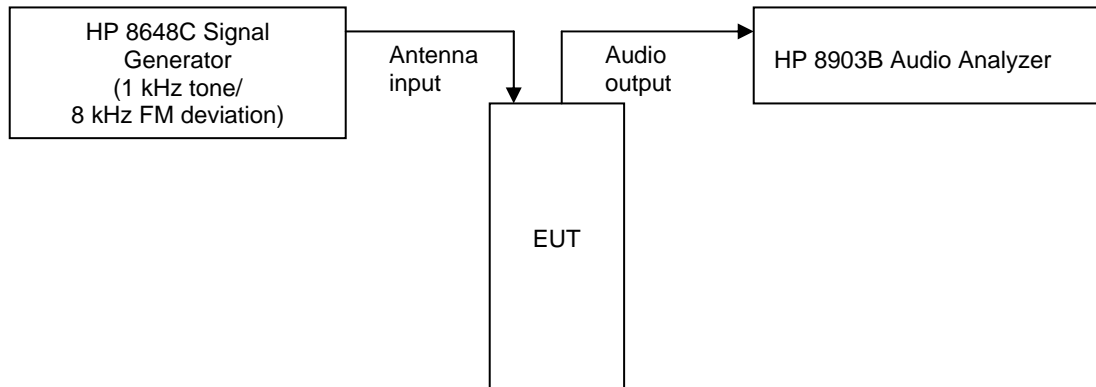 HP 8648C Signal
Generator
(1 kHz tone/
8 kHz FM deviation)
Antenna
input
Audio
output
HP 8903B Audio Analyzer
EUT